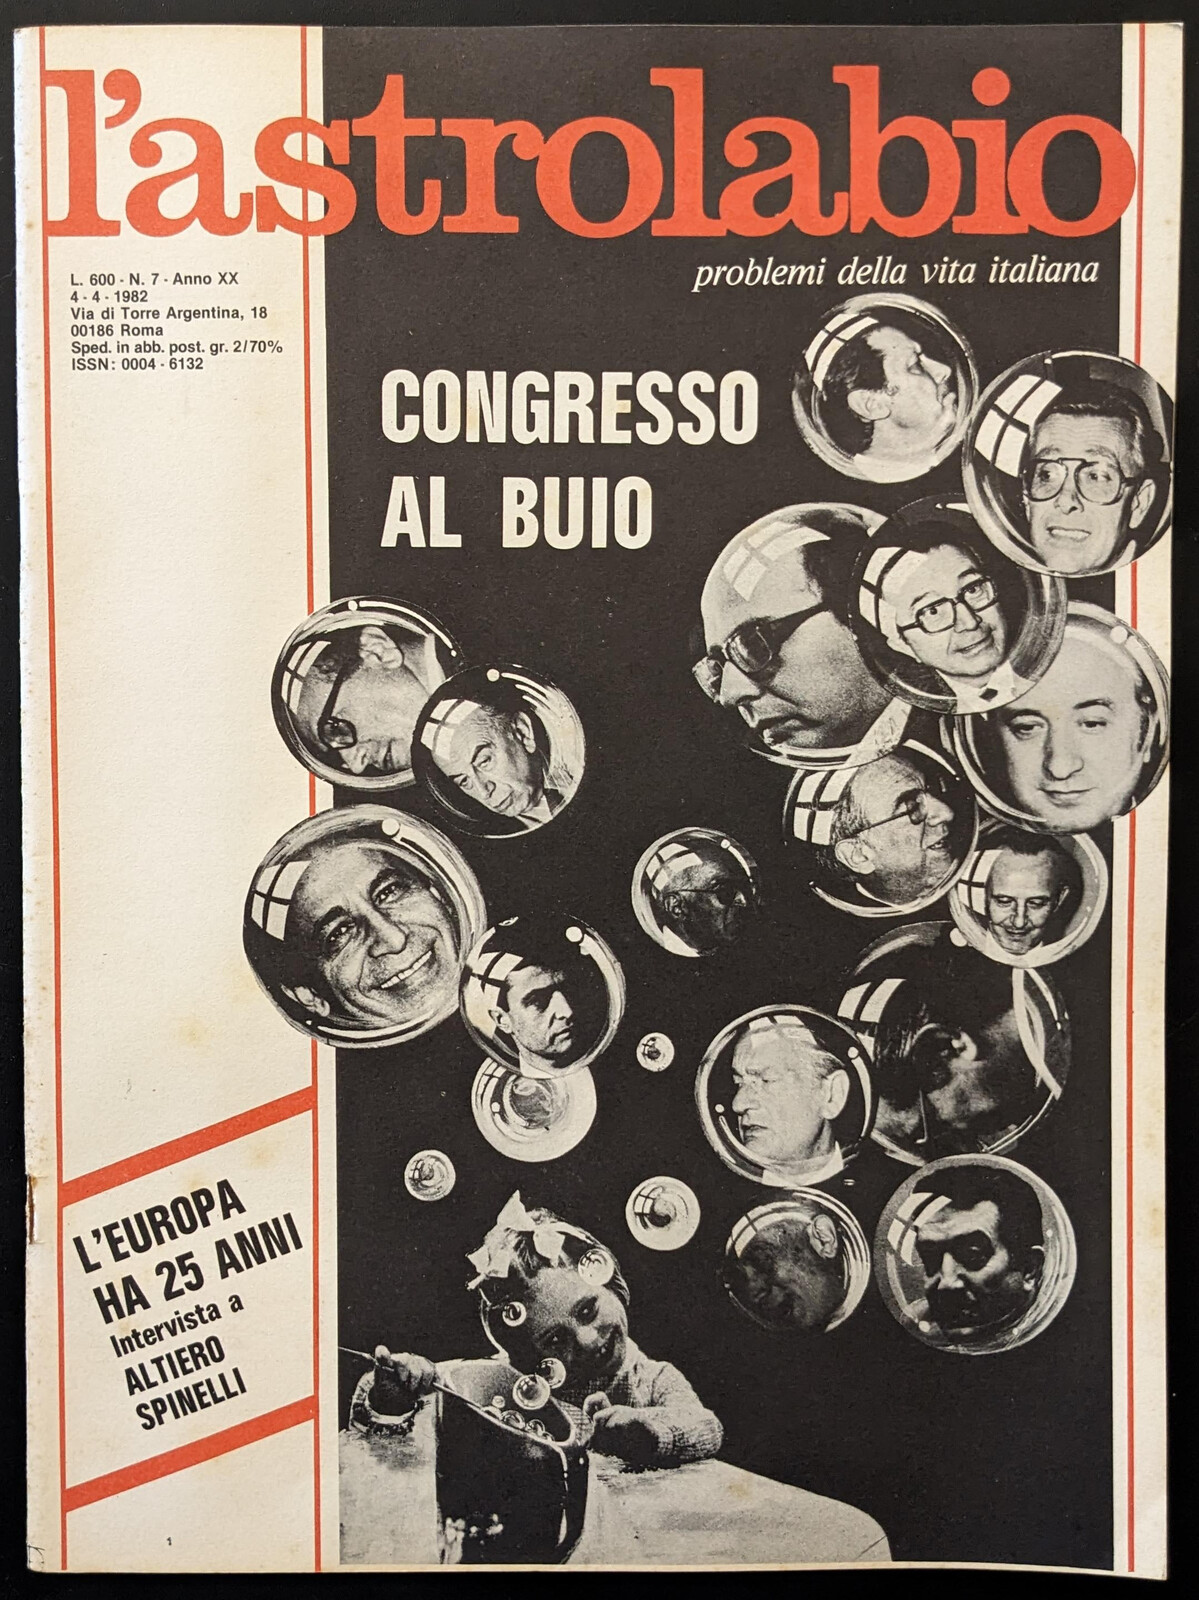 l'astrolabio
problemi della vita italiana
L. 600 - N. 7 - Anno XX
4 - 4 - 1982
Via di Torre Argentina, 18
00186 Roma
Sped. in abb. post. gr. 2/70%
ISSN: 0004 - 6132
CONGRESSO
AL BUIO
L'EUROPA
HA 25 ANNI
Intervista a
ALTIERO
SPINELLI
1